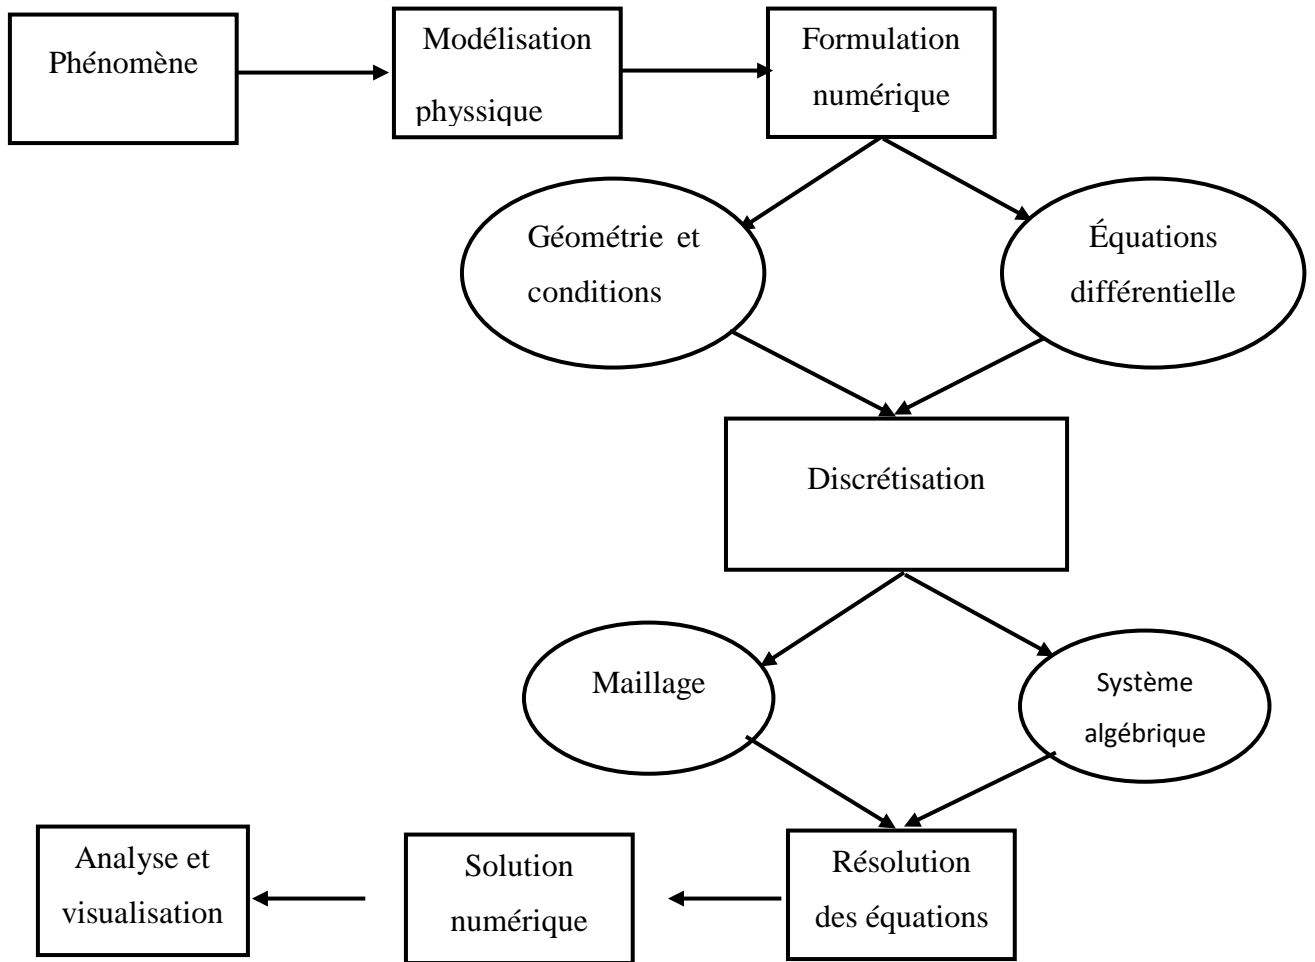 Phénomène
Modélisation
physsique
Formulation
numérique
Géométrie et
conditions
Équations
différentielle
Discrétisation
Maillage
Système
algébrique
Analyse et
visualisation
Solution
numérique
Résolution
des équations